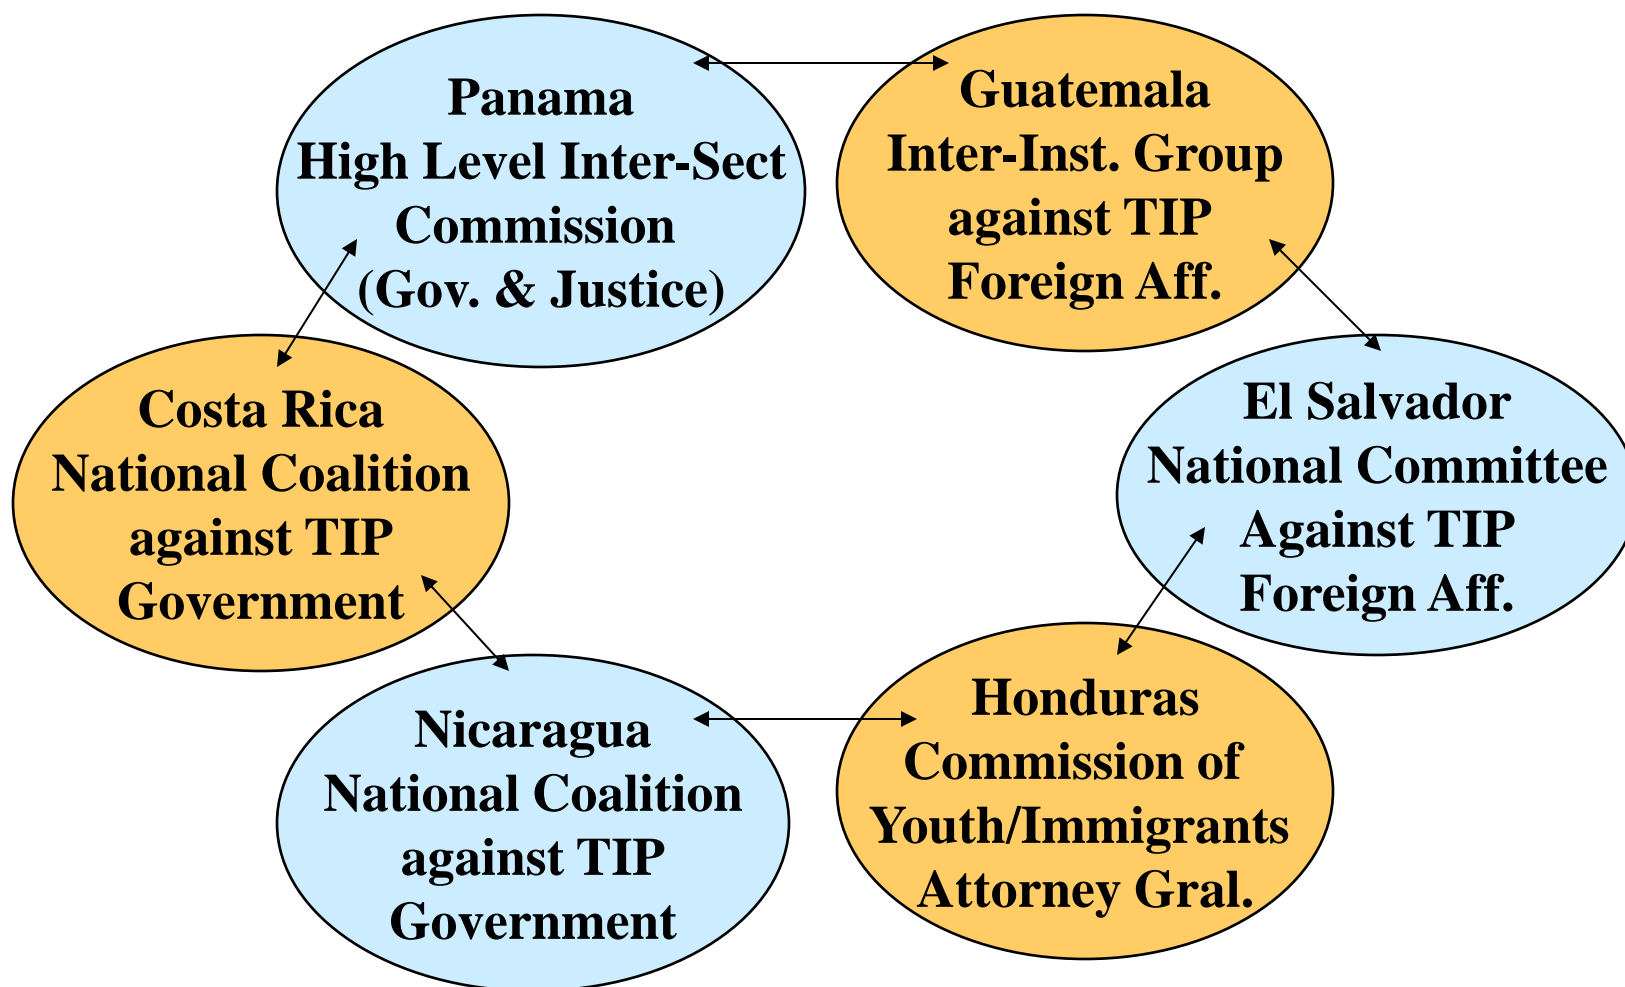 Panama
High Level Inter-Sect
Commission
(Gov. & Justice)
Guatemala
Inter-Inst. Group
against TIP
Foreign Aff.
Costa Rica
National Coalition
against TIP
Government
El Salvador
National Committee
Against TIP
Foreign Aff.
Nicaragua
National Coalition
against TIP
Government
Honduras
Commission of
Youth/Immigrants
Attorney Gral.